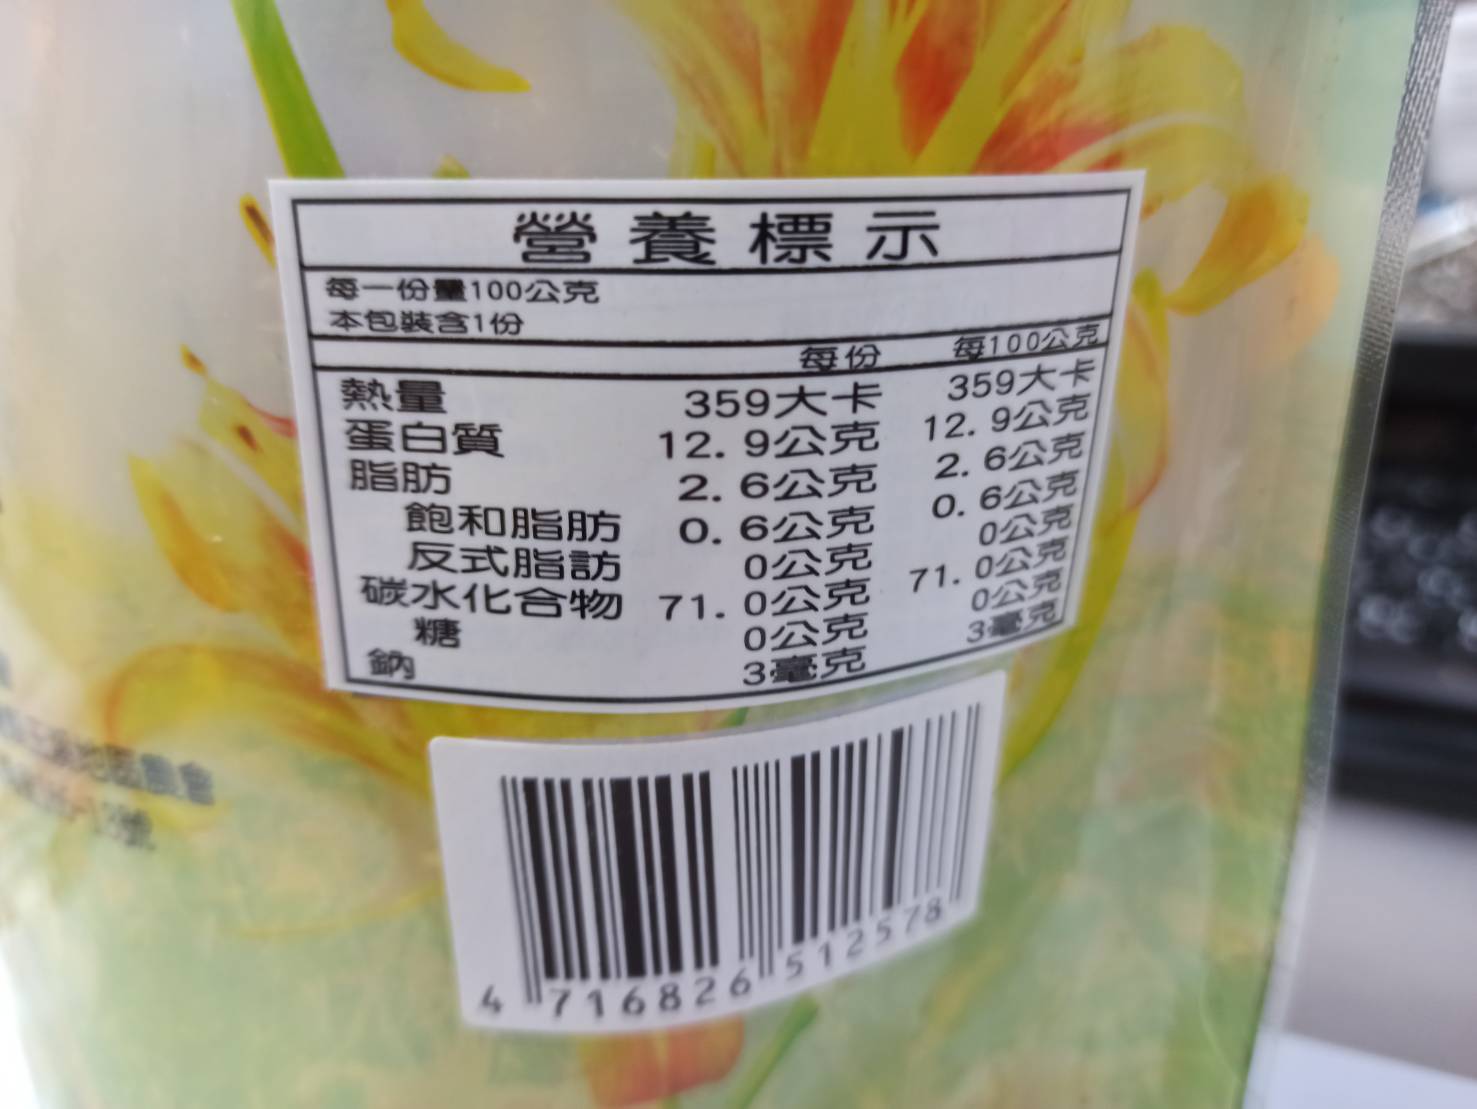 營養標示
每一份量100公克
本包裝含1份
每份 每100公克
熱量 359大卡 359大卡
蛋白質 12.9公克 12.9公克
脂肪 2.6公克 2.6公克
飽和脂肪 0.6公克 0.6公克
反式脂訪 0公克 0公克
碳水化合物 71.0公克 71.0公克
糖 0公克 0公克
鈉 3毫克 3毫克
4 716826 512578